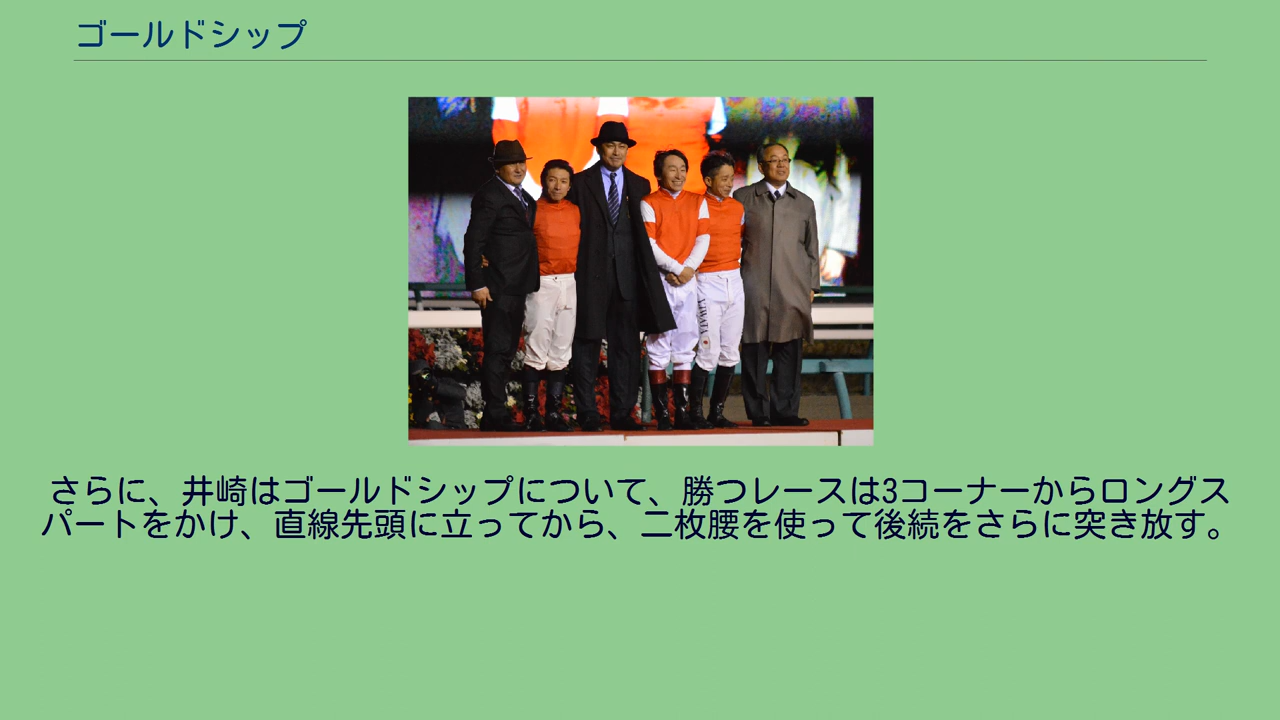 ゴールドシップ
さらに、井崎はゴールドシップについて、勝つレースは3コーナーからロングス
パートをかけ、直線先頭に立ってから、二枚腰を使って後続をさらに突き放す。